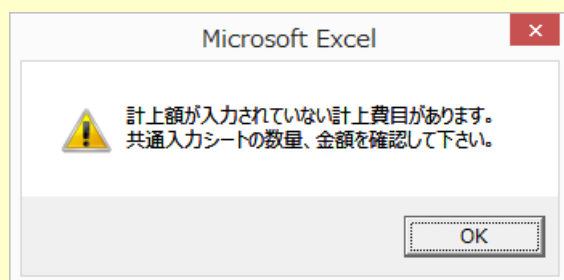 Microsoft Excel
計上額が入力されていない計上費目があります。
共通入力シートの数量、金額を確認して下さい。
OK